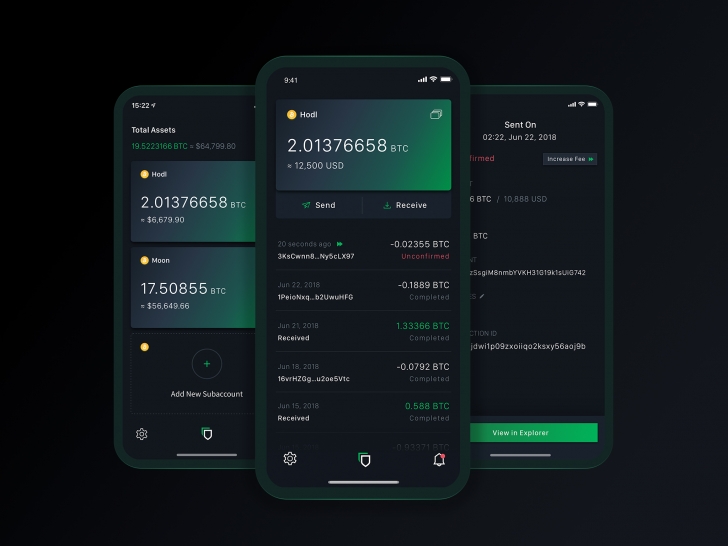 15:22
Total Assets
19.5223166 BTC ≈ $64,799.80
Hodl
2.01376658 BTC
≈ $6,679.90
Moon
17.50855 BTC
≈ $56,649.66
Add New Subaccount
9:41
Hodl
2.01376658 BTC
≈ 12,500 USD
Send
Receive
20 seconds ago
-0.02355 BTC
3KsCwnn8...Ny5cLX97
Unconfirmed
Jun 22, 2018
-0.1889 BTC
1PeioNxq...b2UwuHFG
Completed
Jun 21, 2018
1.33366 BTC
Received
Completed
Jun 18, 2018
-0.0792 BTC
16vrHZGg...u2oe5Vtc
Completed
Jun 15, 2018
0.588 BTC
Received
Completed
-0.93371 BTC
Sent On
02:22, Jun 22, 2018
firmed
Increase Fee
BTC / 10,888 USD
BTC
zSsgiM8nmbYVKH31G19k1sUiG742
CTION ID
jdwi1p09zxoiiqo2ksxy56aoj9b
View in Explorer